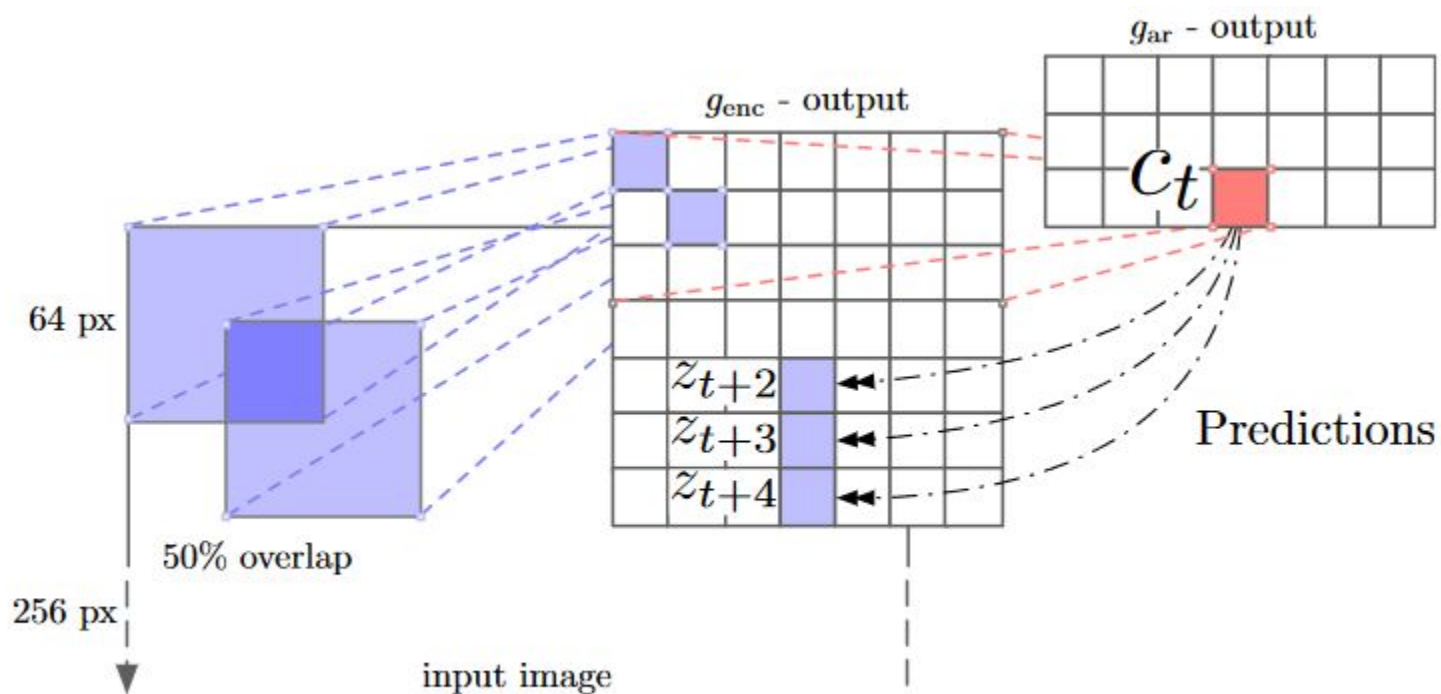 g_ar - output
g_enc - output
c_t
64 px
z_t+2
z_t+3
Predictions
z_t+4
50% overlap
256 px
input image